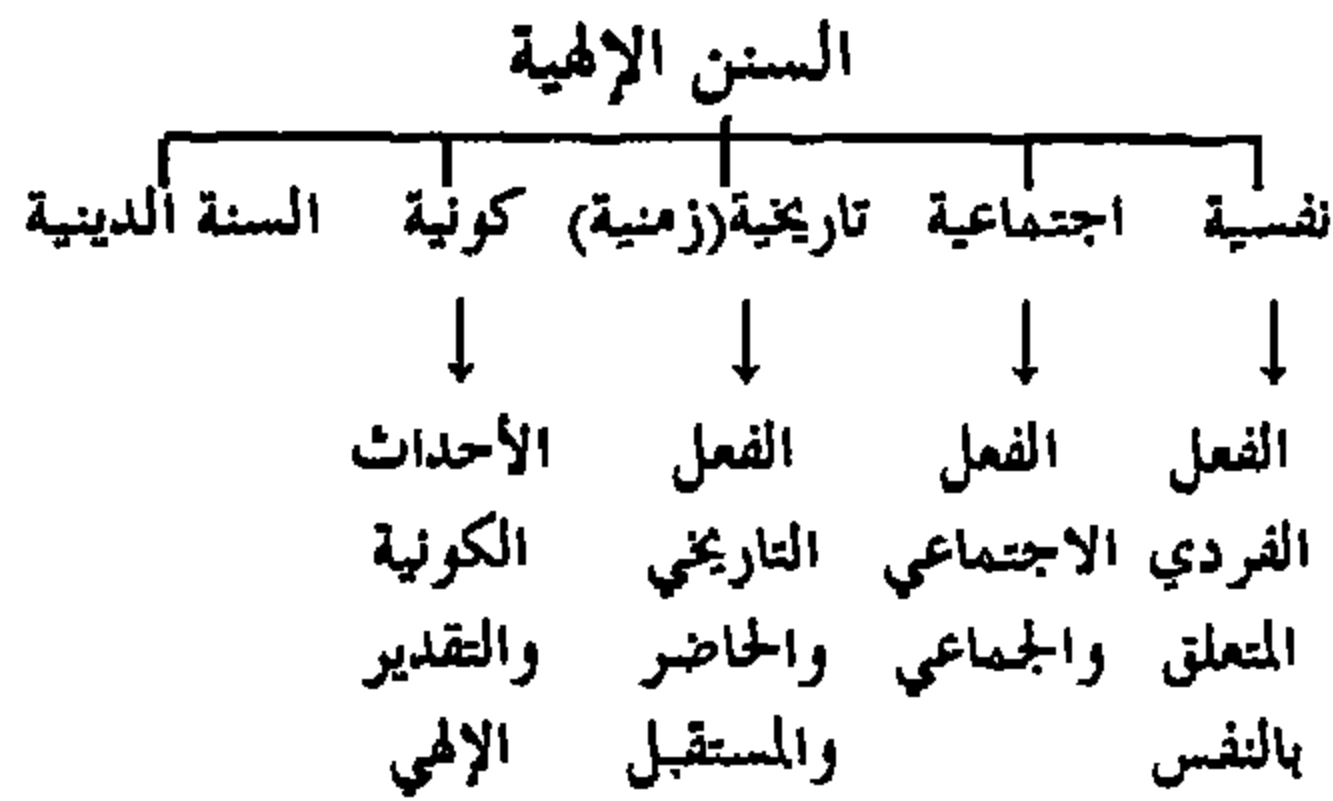 السنن الإلهية
نفسية اجتماعية تاريخية(زمنية) كونية السنة الدينية
الفعل الفعل الفعل الأحداث
الفردي الاجتماعي التاريخي الكونية
المتعلق والجماعي والحاضر والتقدير
بالنفس والمستقبل الإلهي